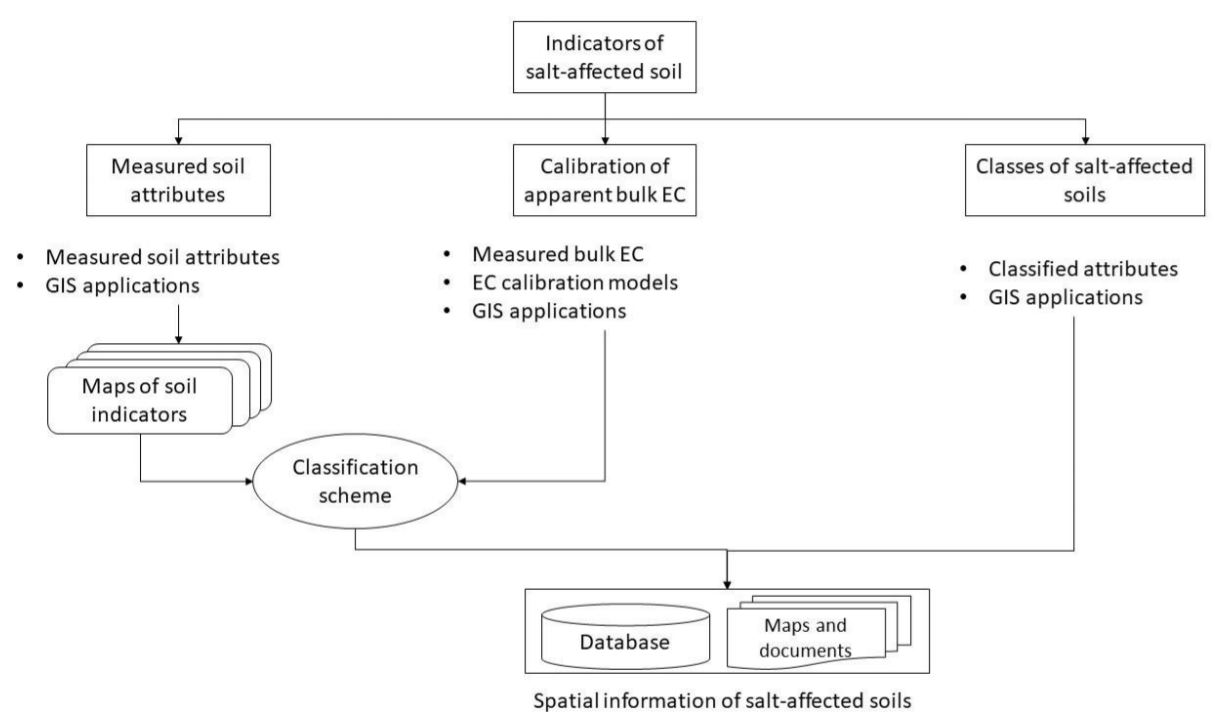 Indicators of
salt-affected soil
Measured soil
attributes
Calibration of
apparent bulk EC
Classes of salt-affected
soils
• Measured soil attributes
• GIS applications
• Measured bulk EC
• EC calibration models
• GIS applications
• Classified attributes
• GIS applications
Maps of soil
indicators
Classification
scheme
Database
Maps and
documents
Spatial information of salt-affected soils